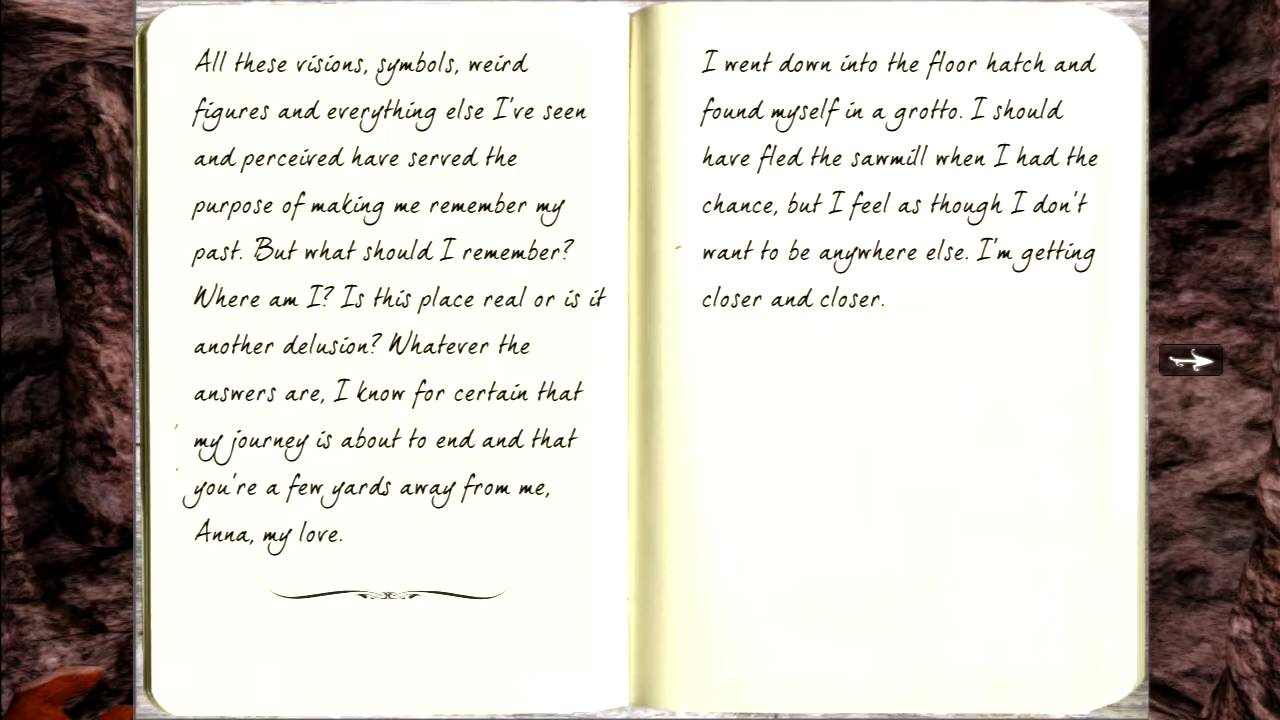 All these visions, symbols, weird
figures and everything else I've seen
and perceived have served the
purpose of making me remember my
past. But what should I remember?
Where am I? Is this place real or is it
another delusion? Whatever the
answers are, I know for certain that
my journey is about to end and that
you're a few yards away from me,
Anna, my love.
I went down into the floor hatch and
found myself in a grotto. I should
have fled the sawmill when I had the
chance, but I feel as though I don't
want to be anywhere else. I'm getting
closer and closer.